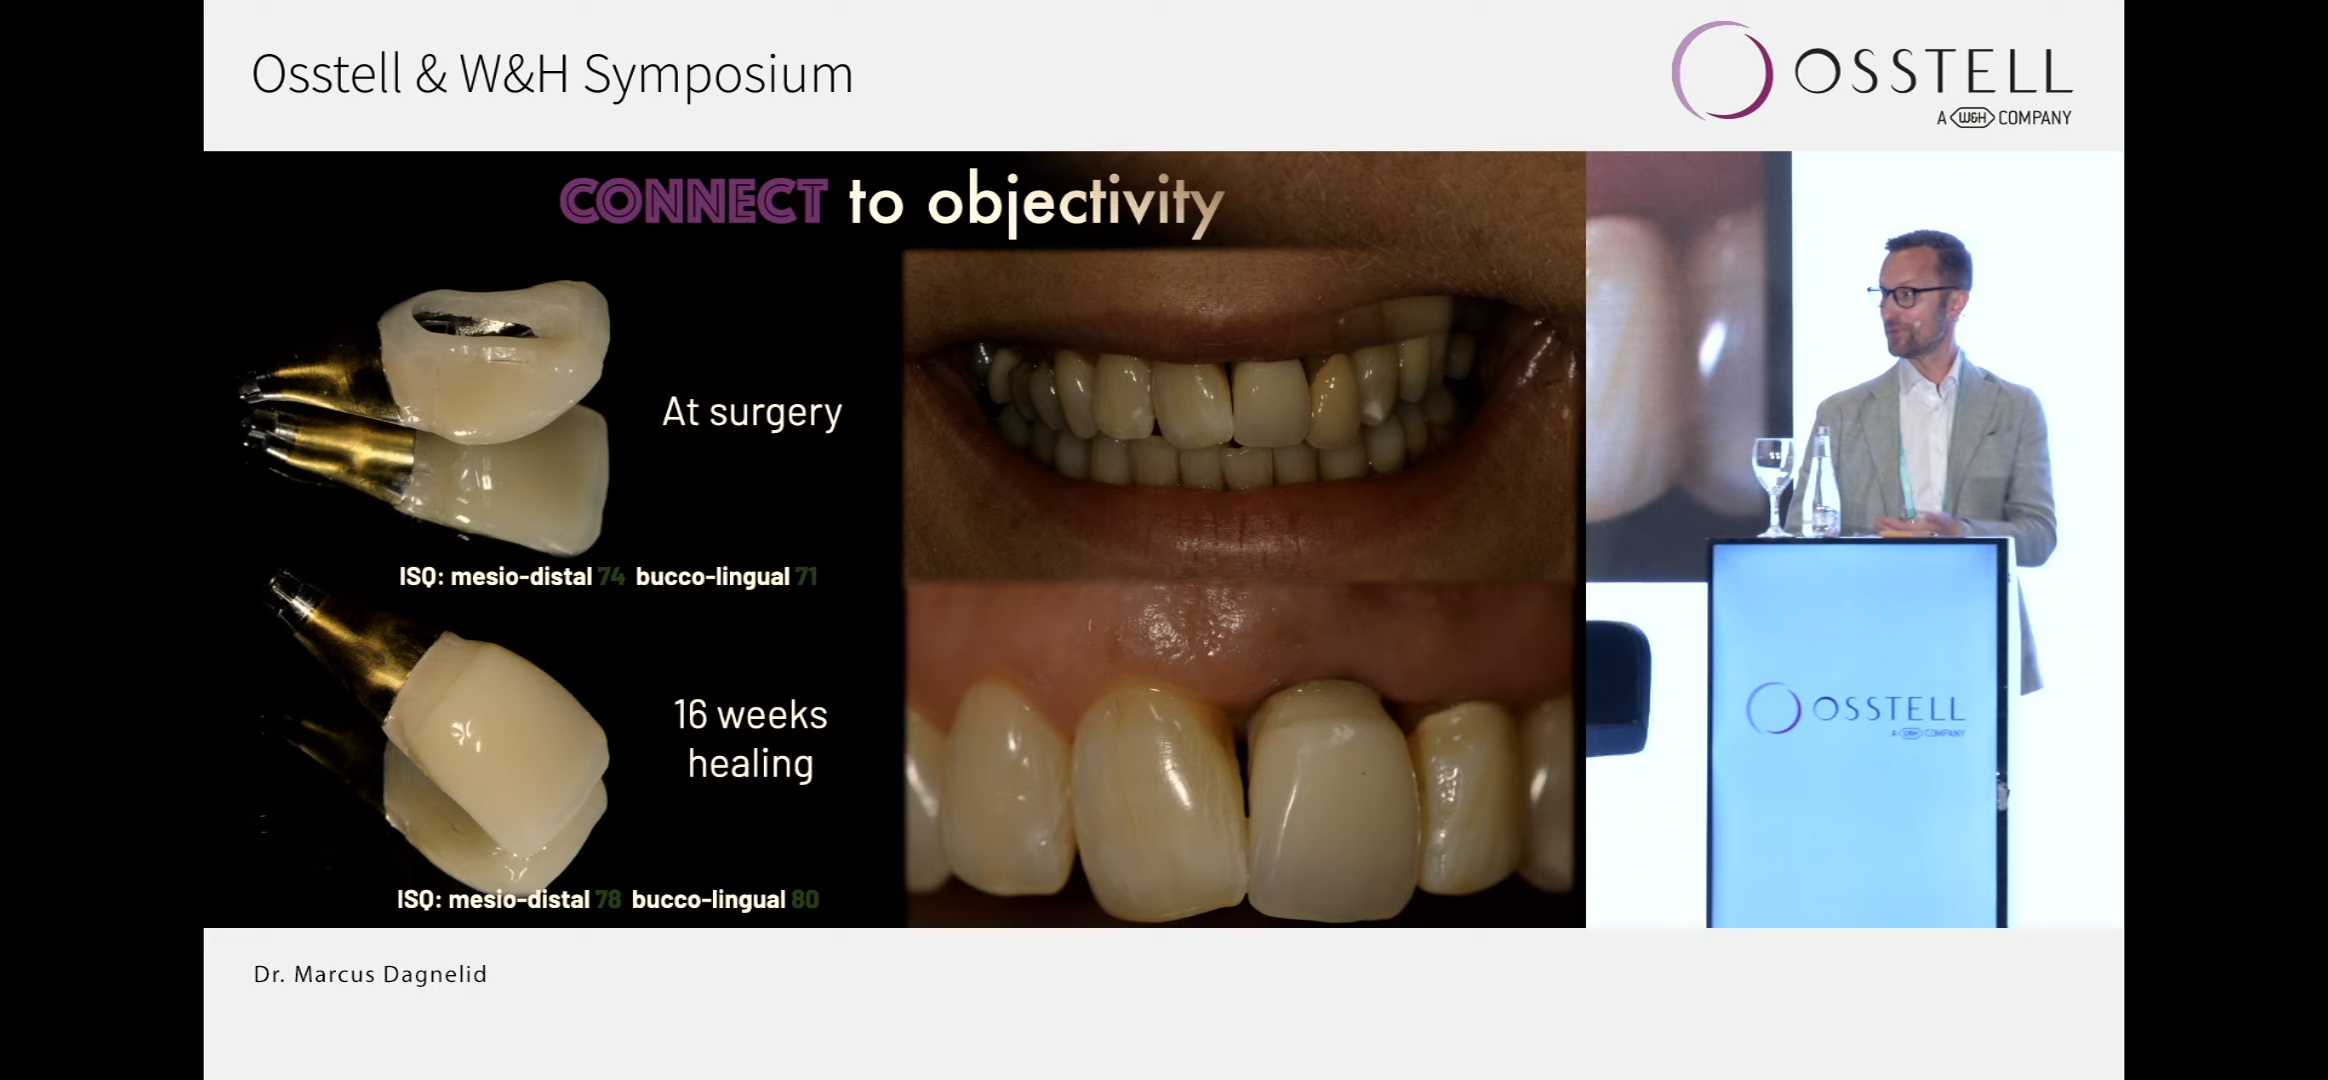 Osstell & W&H Symposium
OSSTELL
A W&H COMPANY
CONNECT to objectivity
At surgery
ISQ: mesio-distal 74 bucco-lingual 71
16 weeks
healing
ISQ: mesio-distal 78 bucco-lingual 80
OSSTELL
A W&H COMPANY
Dr. Marcus Dagnelid